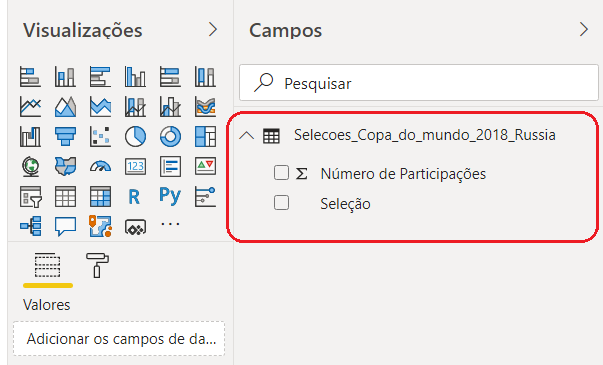 Visualizações
Campos
Pesquisar
Selecoes_Copa_do_mundo_2018_Russia
Σ Número de Participações
Seleção
123
R Py
...
Valores
Adicionar os campos de da...